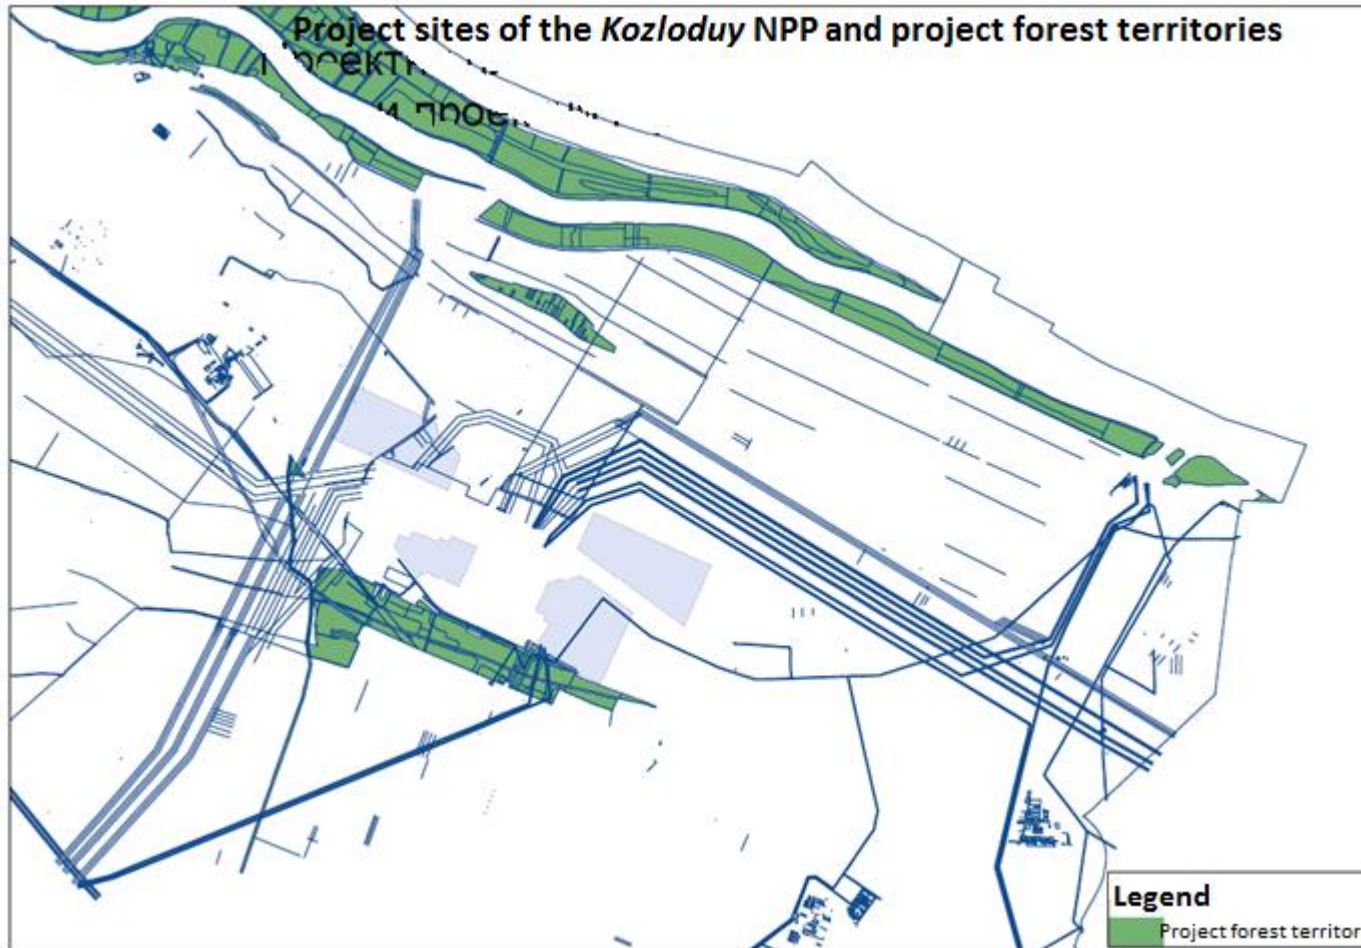 Project sites of the Kozloduy NPP and project forest territories
Legend
Project forest territor